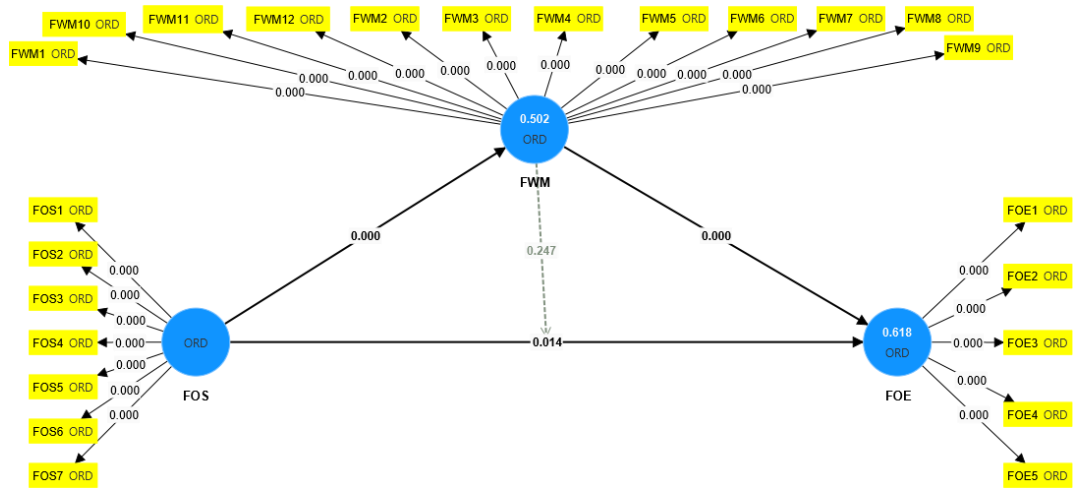 FWM10 ORD
FWM11 ORD
FWM12 ORD
FWM2 ORD
FWM3 ORD
FWM4 ORD
FWM5 ORD
FWM6 ORD
FWM7 ORD
FWM8 ORD
FWM1 ORD
FWM9 ORD
0.000
0.000
0.000
0.000
0.000
0.000
0.000
0.000
0.000
0.000
0.000
0.000
0.502
ORD
FWM
FOS1 ORD
FOS2 ORD
FOS3 ORD
FOS4 ORD
FOS5 ORD
FOS6 ORD
FOS7 ORD
0.000
0.000
0.000
0.000
0.000
0.000
0.000
ORD
FOS
0.000
0.247
0.000
0.014
0.618
ORD
FOE
0.000
0.000
0.000
0.000
0.000
FOE1 ORD
FOE2 ORD
FOE3 ORD
FOE4 ORD
FOE5 ORD